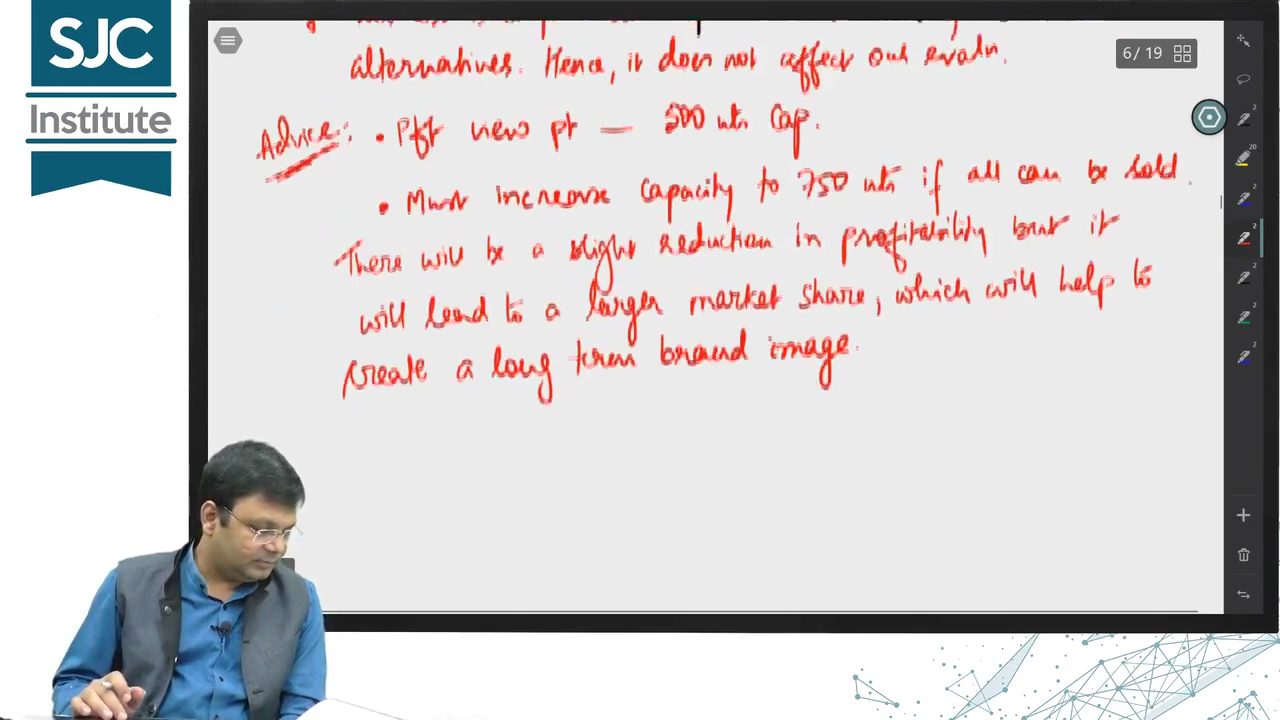 SJC
Institute
6 / 19
alternatives. Hence, it does not affect our evaln.
Advice: • Pft view pt — 500 uts Cap.
• Must increase capacity to 750 uts if all can be sold.
There will be a slight reduction in profitability but it
will lead to a larger market share, which will help to
create a long term brand image.